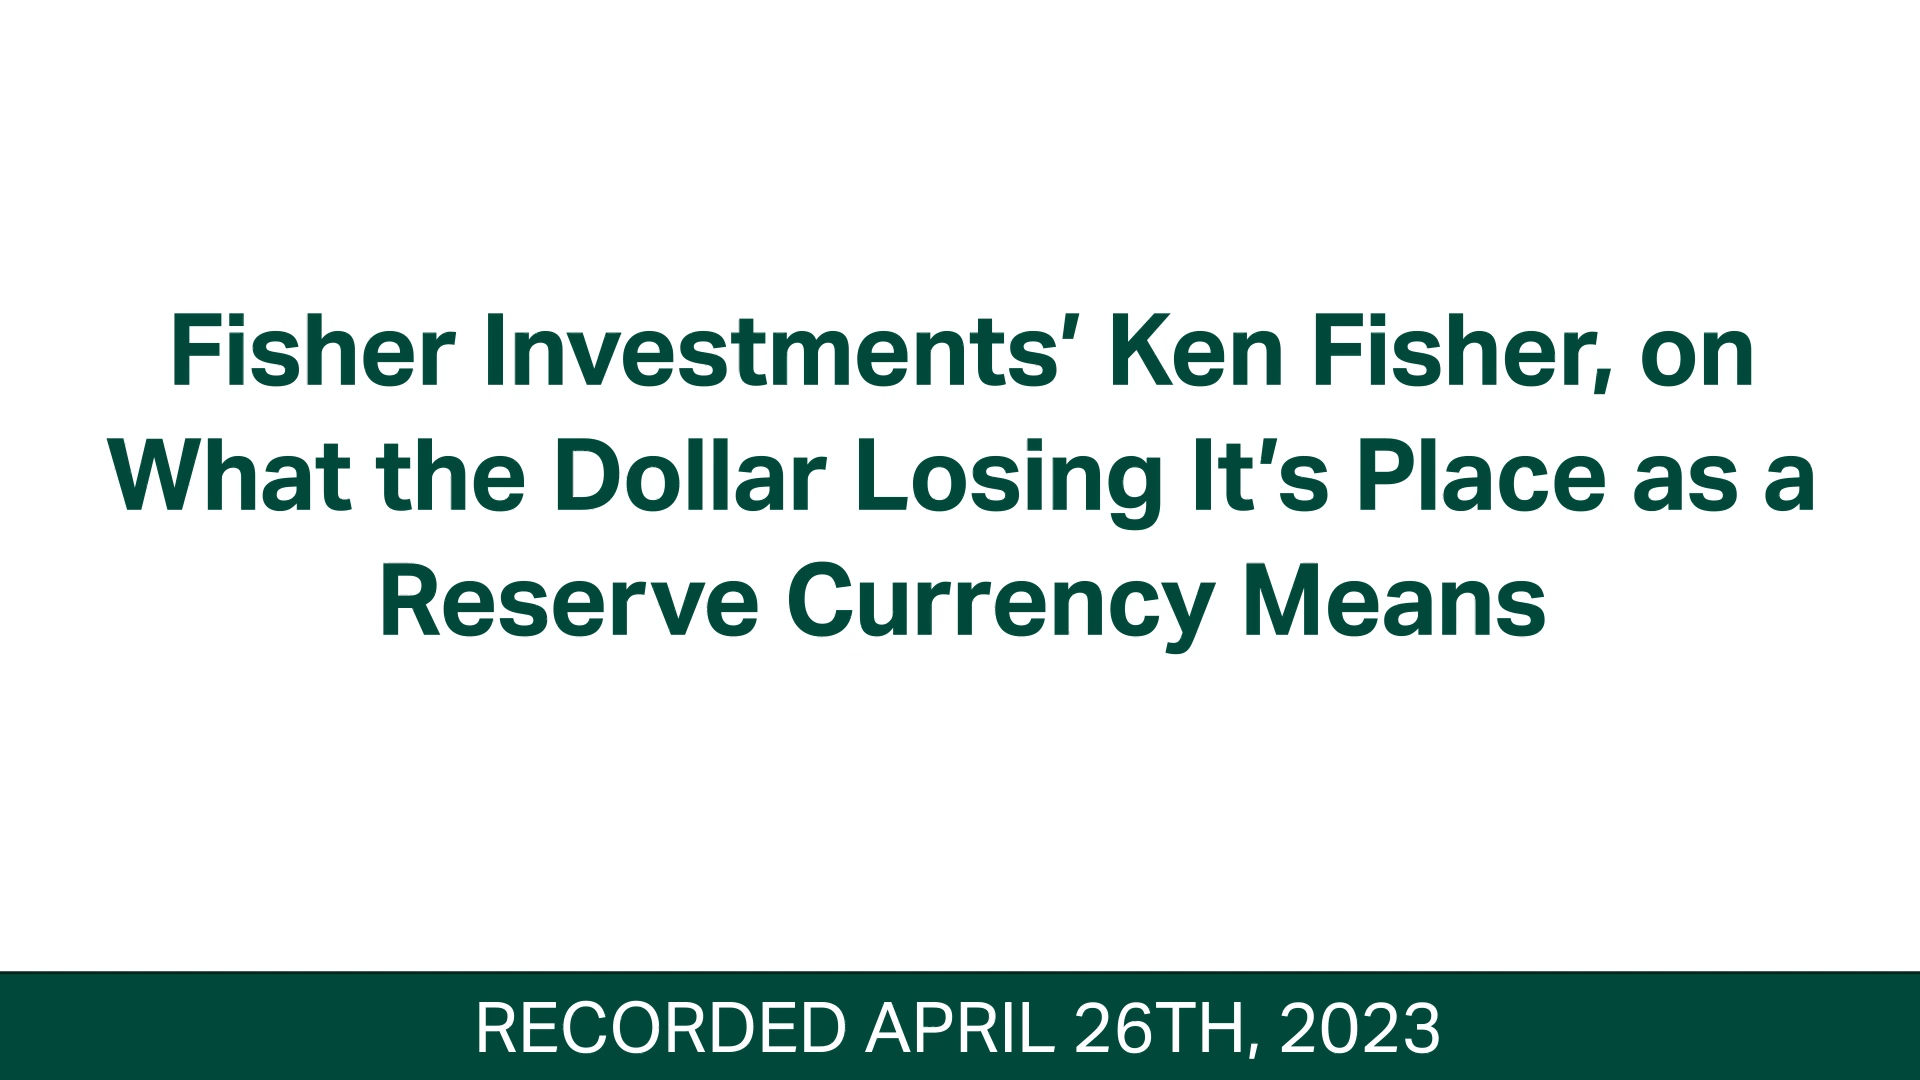 Fisher Investments’ Ken Fisher, on
What the Dollar Losing It’s Place as a
Reserve Currency Means
RECORDED APRIL 26TH, 2023